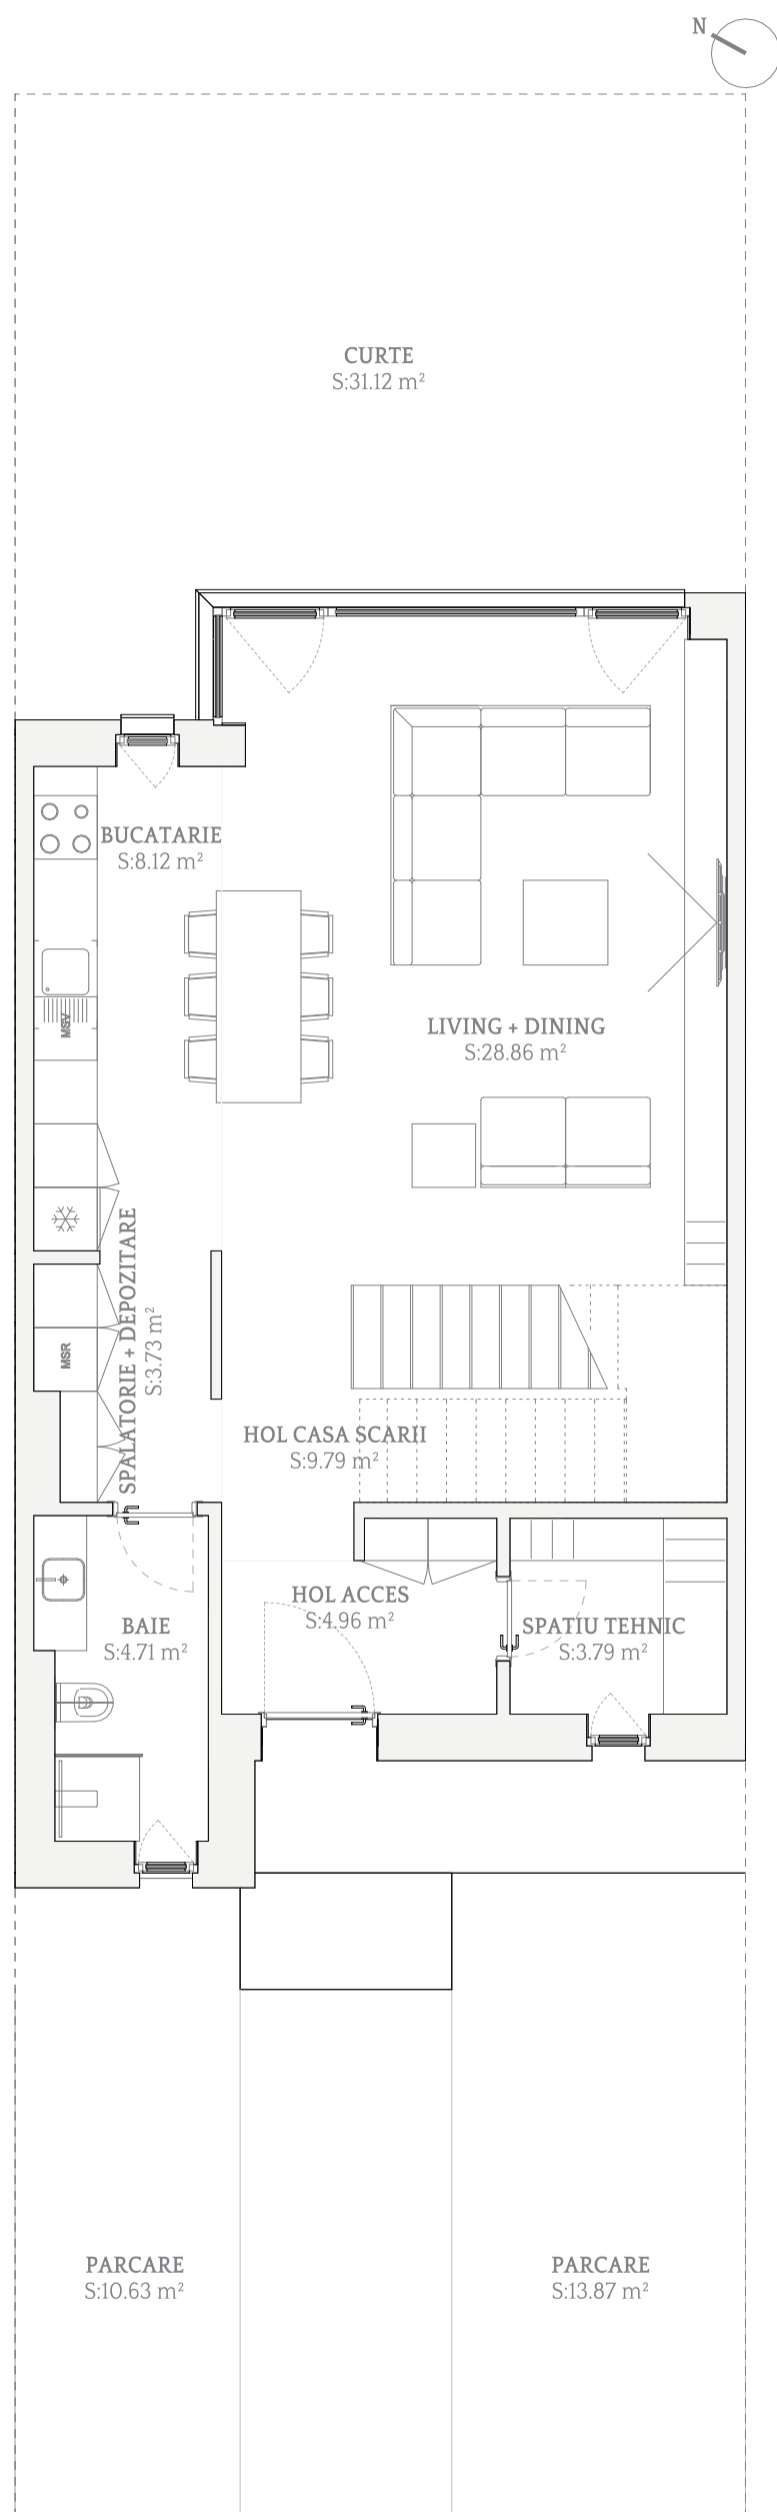 N
CURTE
S:31.12 m²
BUCATARIE
S:8.12 m²
MSV
LIVING + DINING
S:28.86 m²
SPALATORIE + DEPOZITARE
S:3.73 m²
MSR
HOL CASA SCARII
S:9.79 m²
HOL ACCES
S:4.96 m²
BAIE
S:4.71 m²
SPATIU TEHNIC
S:3.79 m²
PARCARE
S:10.63 m²
PARCARE
S:13.87 m²